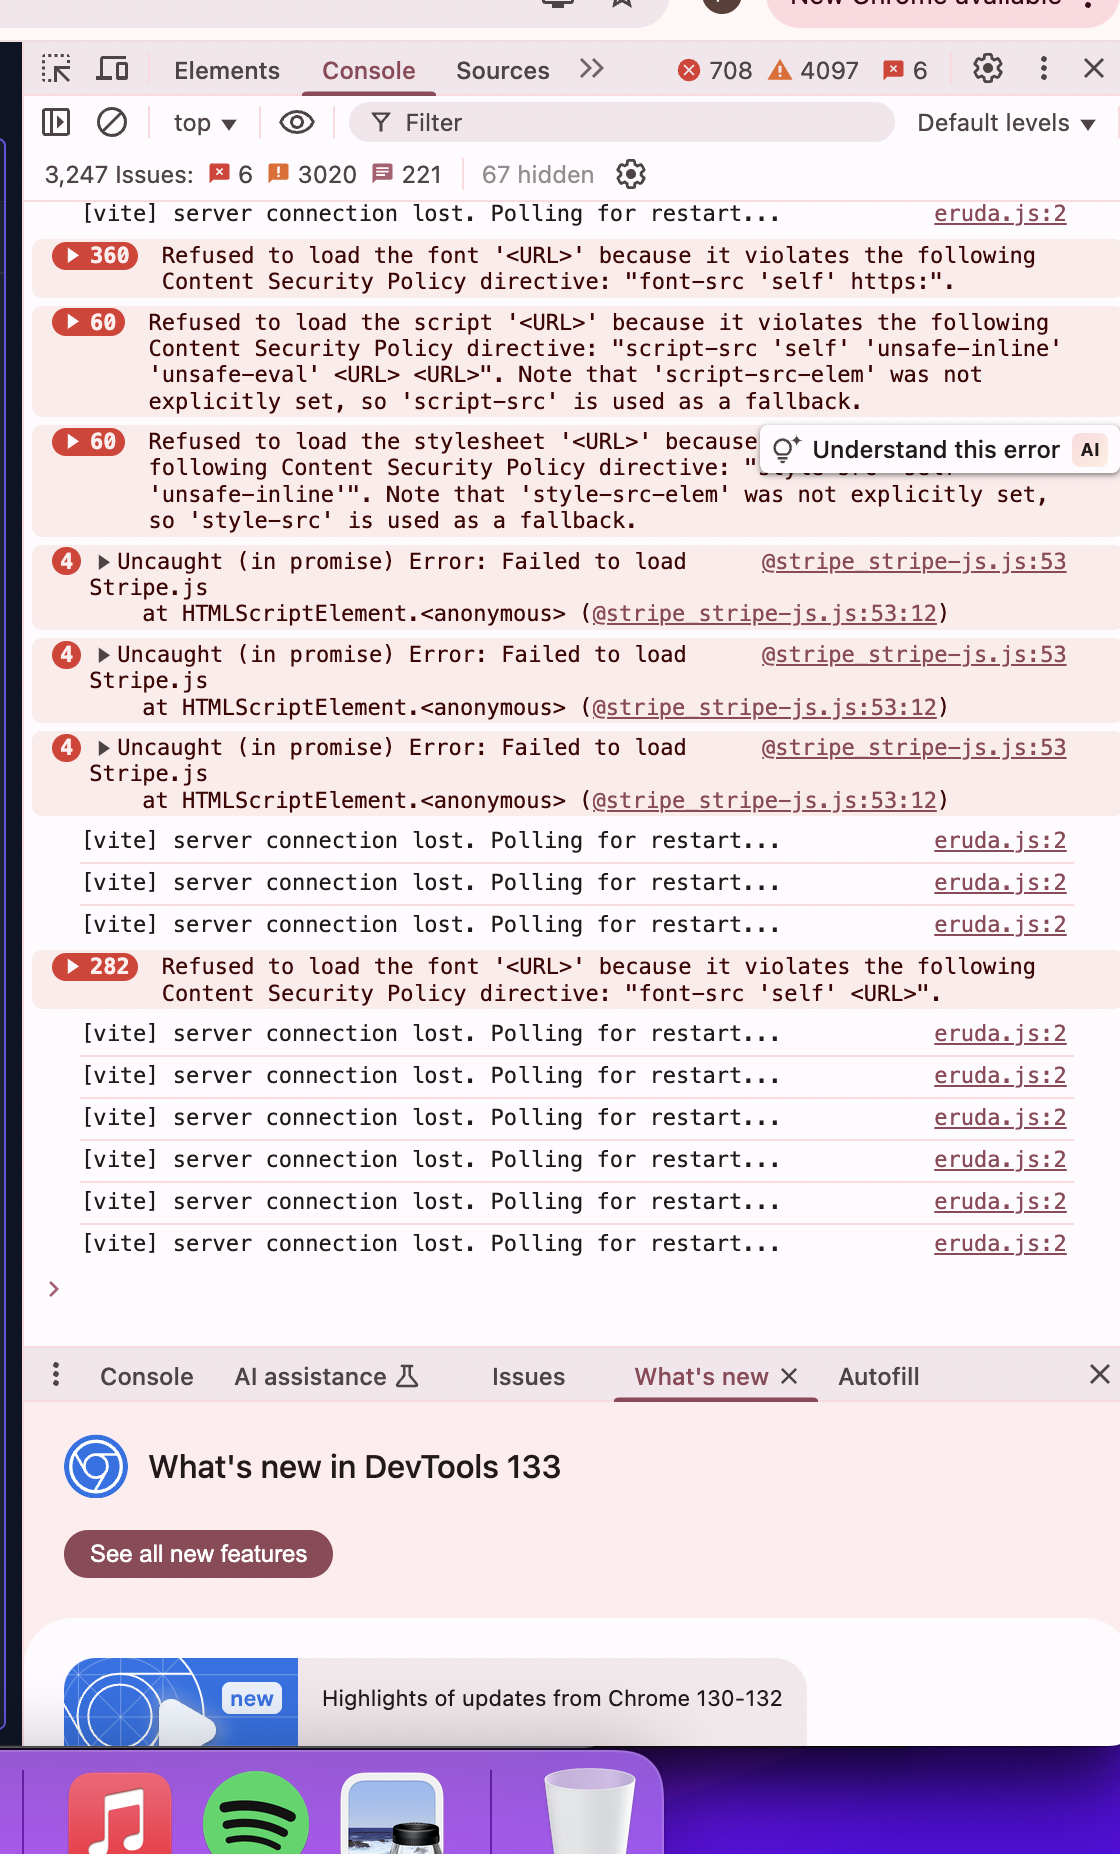 New Chrome available
Elements Console Sources 708 4097 6
top Filter Default levels
3,247 Issues: 6 3020 221 67 hidden
[vite] server connection lost. Polling for restart... eruda.js:2
360 Refused to load the font '<URL>' because it violates the following
Content Security Policy directive: "font-src 'self' https:".
60 Refused to load the script '<URL>' because it violates the following
Content Security Policy directive: "script-src 'self' 'unsafe-inline'
'unsafe-eval' <URL> <URL>". Note that 'script-src-elem' was not
explicitly set, so 'script-src' is used as a fallback.
60 Refused to load the stylesheet '<URL>' because
Understand this error AI
following Content Security Policy directive: "style-src 'self'
'unsafe-inline'". Note that 'style-src-elem' was not explicitly set,
so 'style-src' is used as a fallback.
4 Uncaught (in promise) Error: Failed to load @stripe_stripe-js.js:53
Stripe.js
at HTMLScriptElement.<anonymous> (@stripe_stripe-js.js:53:12)
4 Uncaught (in promise) Error: Failed to load @stripe_stripe-js.js:53
Stripe.js
at HTMLScriptElement.<anonymous> (@stripe_stripe-js.js:53:12)
4 Uncaught (in promise) Error: Failed to load @stripe_stripe-js.js:53
Stripe.js
at HTMLScriptElement.<anonymous> (@stripe_stripe-js.js:53:12)
[vite] server connection lost. Polling for restart... eruda.js:2
[vite] server connection lost. Polling for restart... eruda.js:2
[vite] server connection lost. Polling for restart... eruda.js:2
282 Refused to load the font '<URL>' because it violates the following
Content Security Policy directive: "font-src 'self' <URL>".
[vite] server connection lost. Polling for restart... eruda.js:2
[vite] server connection lost. Polling for restart... eruda.js:2
[vite] server connection lost. Polling for restart... eruda.js:2
[vite] server connection lost. Polling for restart... eruda.js:2
[vite] server connection lost. Polling for restart... eruda.js:2
[vite] server connection lost. Polling for restart... eruda.js:2
Console AI assistance Issues What's new Autofill
What's new in DevTools 133
See all new features
new
Highlights of updates from Chrome 130-132